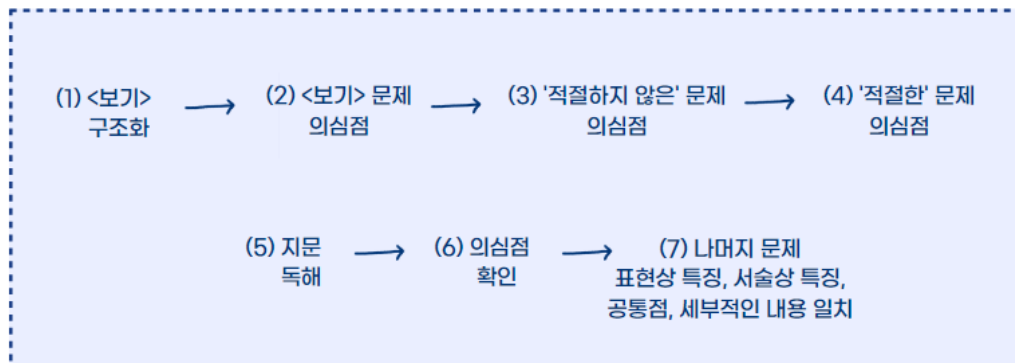 (1) <보기> → (2) <보기> 문제 → (3) '적절하지 않은' 문제 → (4) '적절한' 문제
구조화 의심점 의심점 의심점
(5) 지문 → (6) 의심점 → (7) 나머지 문제
독해 확인 표현상 특징, 서술상 특징,
공통점, 세부적인 내용 일치